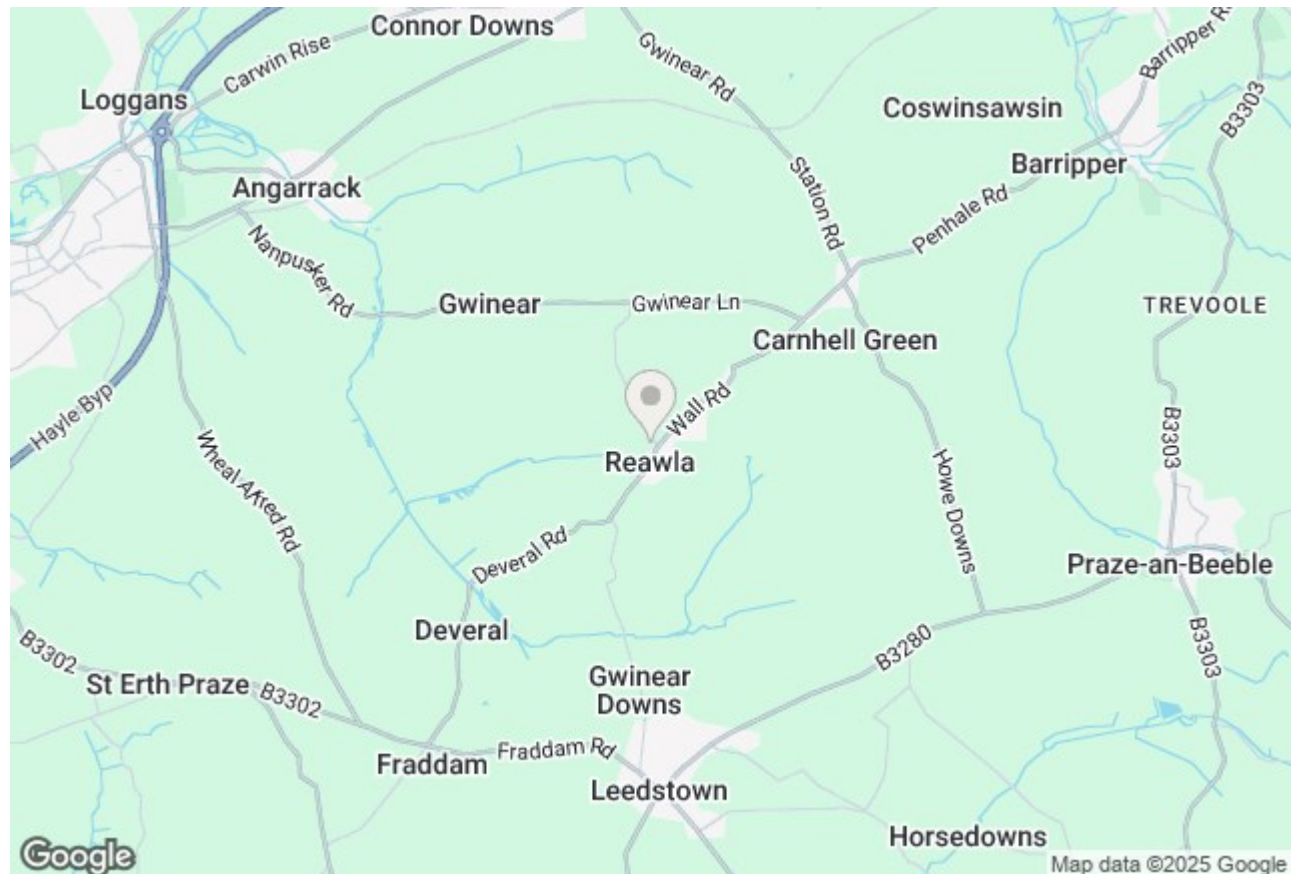 Connor Downs
Gwinear Rd
Barripper Rd
Carwin Rise
Loggans
Coswinsawsin
B3303
Barripper
Angarrack
Station Rd
Penhale Rd
Nanpusker Rd
Gwinear
Gwinear Ln
TREVOOLE
Carnhell Green
Hayle Byp
Wall Rd
B3303
Reawla
Wheal Alfred Rd
Howe Downs
Deveral Rd
Praze-an-Beeble
Deveral
B3302
B3280
B3303
St Erth Praze
B3302
Gwinear
Downs
Fraddam
Fraddam Rd
Leedstown
Horsedowns
Google
Map data ©2025 Google